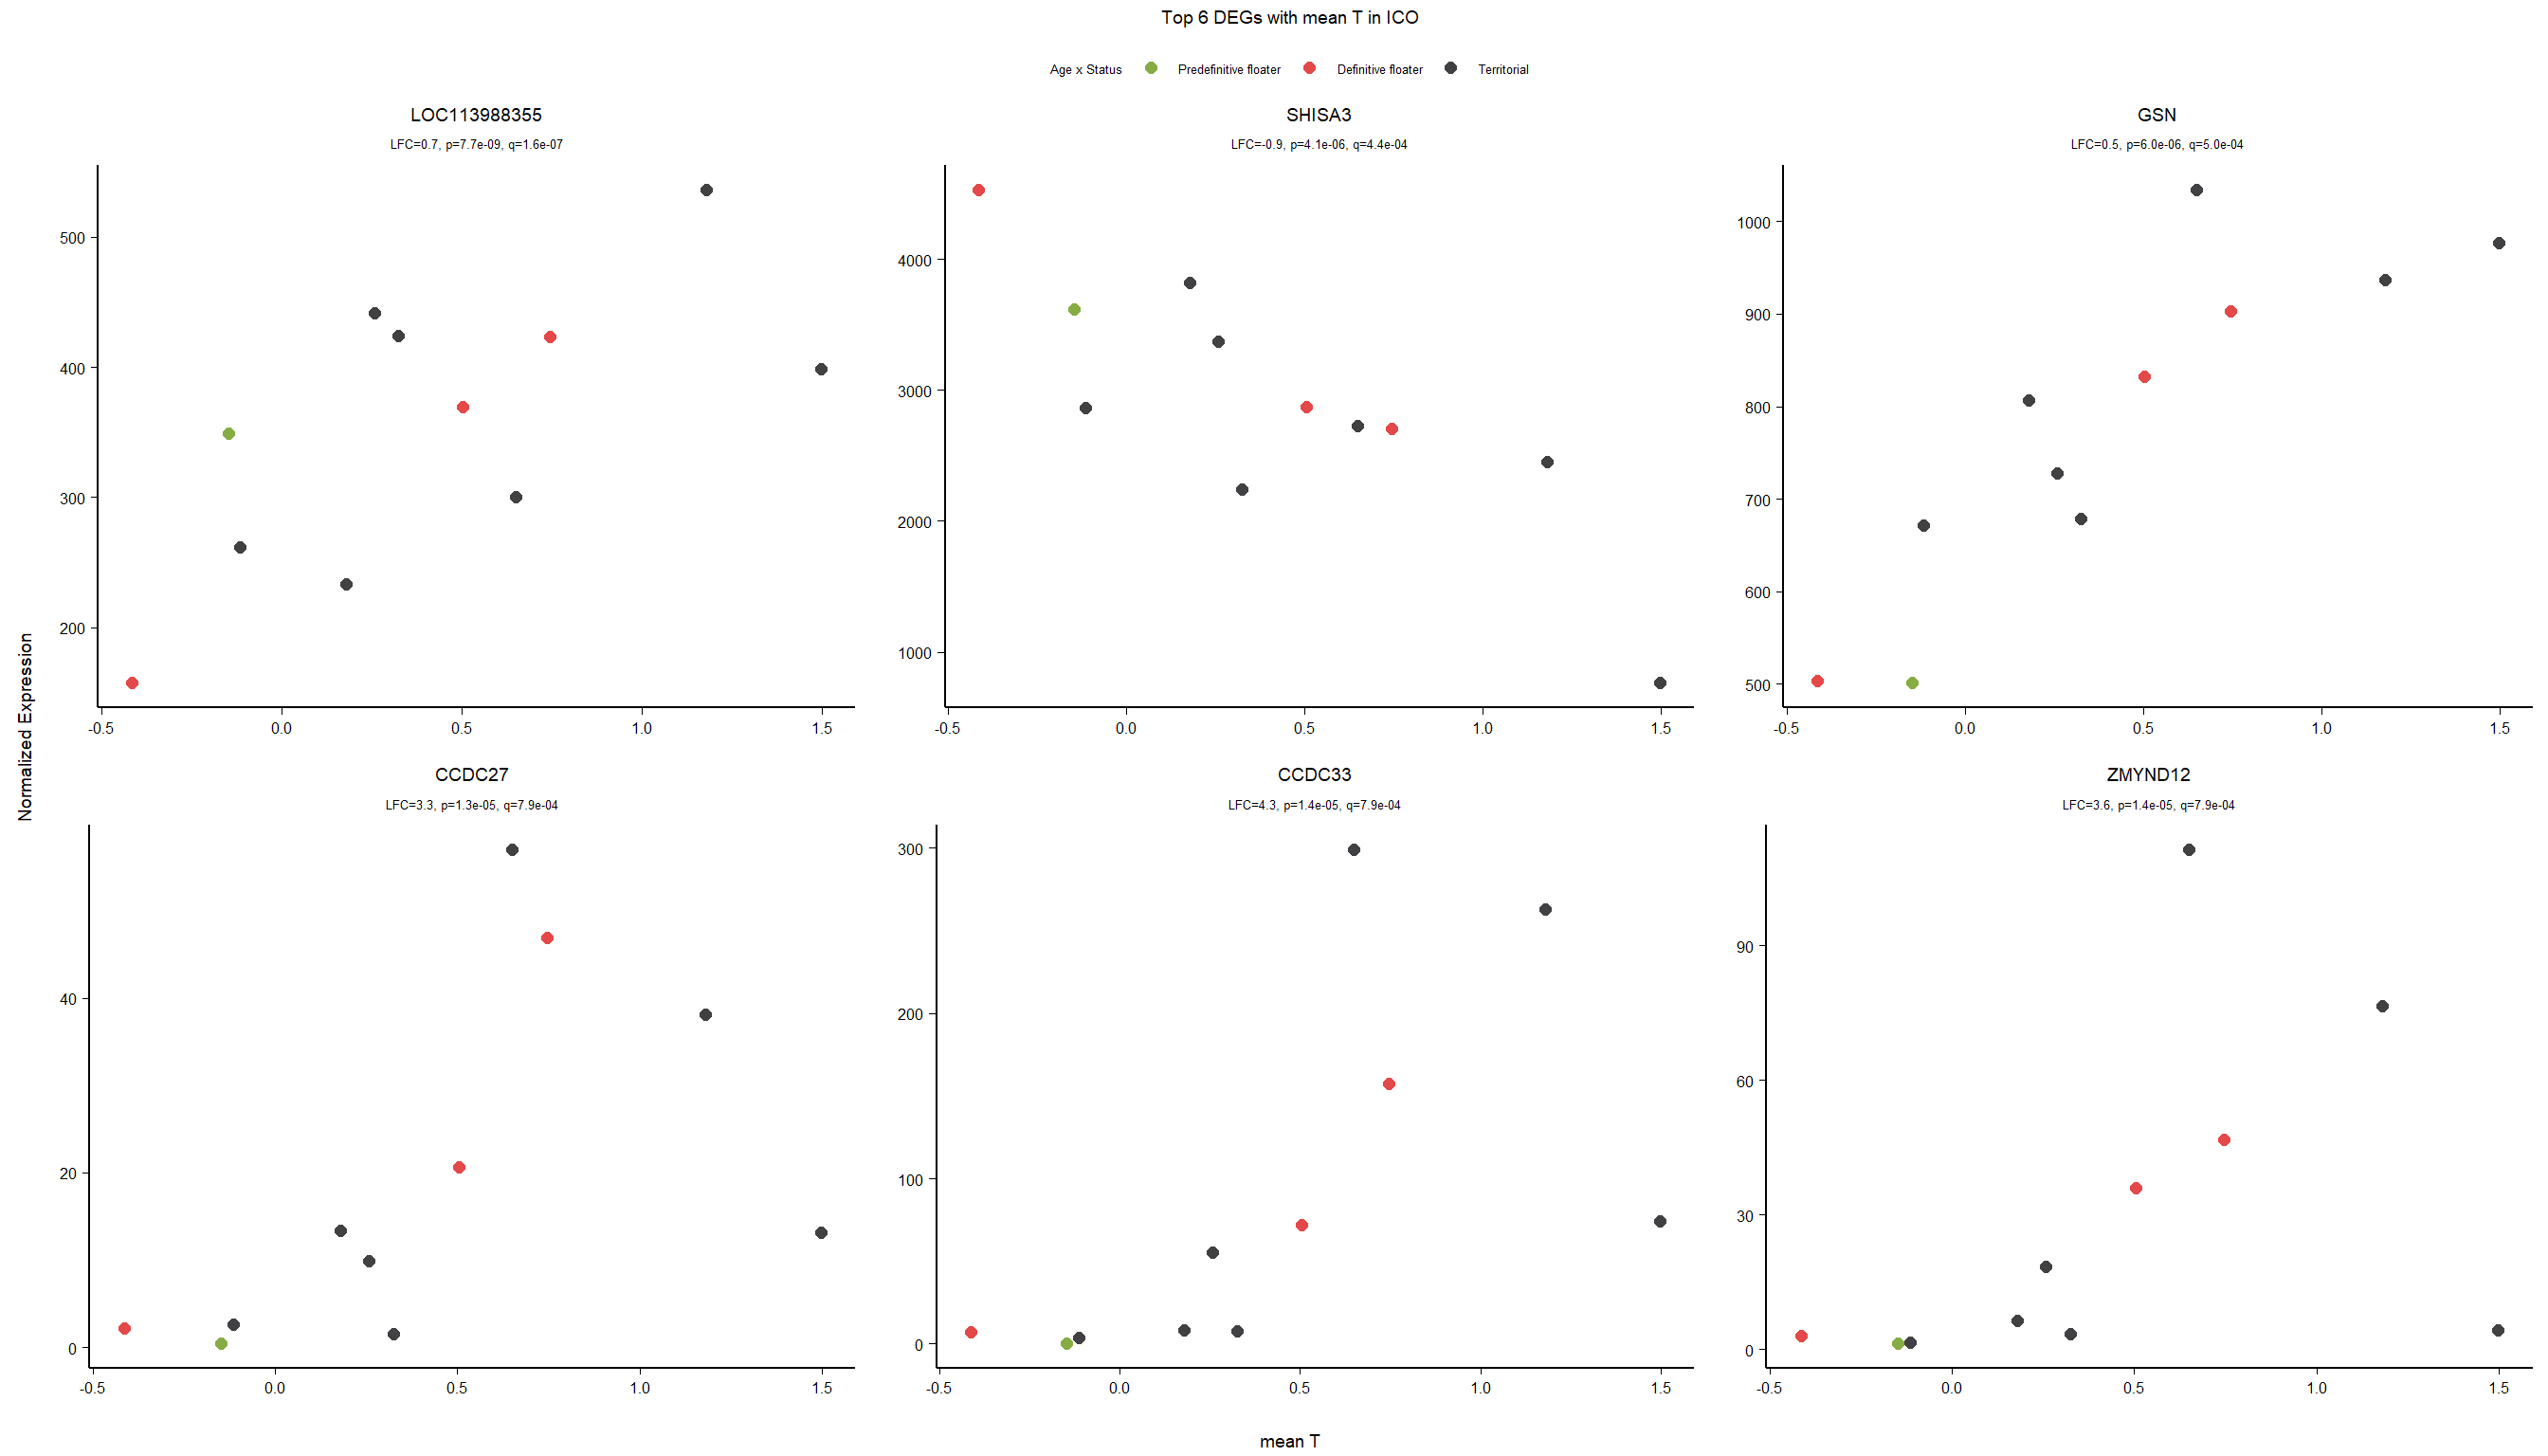 Top 6 DEGs with mean T in ICO
Age x Status Predefinitive floater Definitive floater Territorial
LOC113988355
LFC=0.7, p=7.7e-09, q=1.6e-07
500
400
300
200
-0.5 0.0 0.5 1.0 1.5
SHISA3
LFC=-0.9, p=4.1e-06, q=4.4e-04
4000
3000
2000
1000
-0.5 0.0 0.5 1.0 1.5
GSN
LFC=0.5, p=6.0e-06, q=5.0e-04
1000
900
800
700
600
500
-0.5 0.0 0.5 1.0 1.5
Normalized Expression
CCDC27
LFC=3.3, p=1.3e-05, q=7.9e-04
40
20
0
-0.5 0.0 0.5 1.0 1.5
CCDC33
LFC=4.3, p=1.4e-05, q=7.9e-04
300
200
100
0
-0.5 0.0 0.5 1.0 1.5
ZMYND12
LFC=3.6, p=1.4e-05, q=7.9e-04
90
60
30
0
-0.5 0.0 0.5 1.0 1.5
mean T